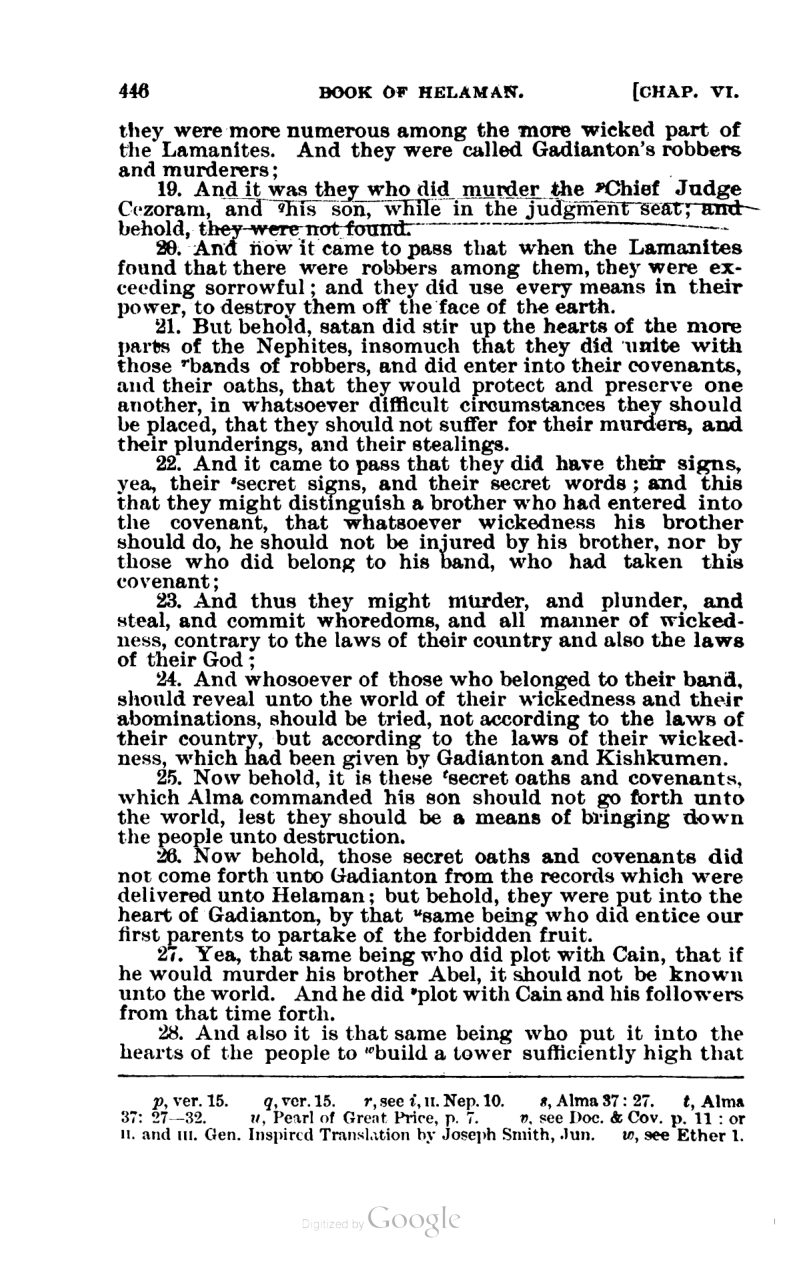 446 BOOK OF HELAMAN. [CHAP. VI.
they were more numerous among the more wicked part of
the Lamanites. And they were called Gadianton's robbers
and murderers;
19. And it was they who did murder the ᵖChief Judge
Cezoram, and ᑫhis son, while in the judgment seat; and
behold, they were not found.
20. And now it came to pass that when the Lamanites
found that there were robbers among them, they were ex-
ceeding sorrowful; and they did use every means in their
power, to destroy them off the face of the earth.
21. But behold, satan did stir up the hearts of the more
parts of the Nephites, insomuch that they did unite with
those ʳbands of robbers, and did enter into their covenants,
and their oaths, that they would protect and preserve one
another, in whatsoever difficult circumstances they should
be placed, that they should not suffer for their murders, and
their plunderings, and their stealings.
22. And it came to pass that they did have their signs,
yea, their ˢsecret signs, and their secret words; and this
that they might distinguish a brother who had entered into
the covenant, that whatsoever wickedness his brother
should do, he should not be injured by his brother, nor by
those who did belong to his band, who had taken this
covenant;
23. And thus they might murder, and plunder, and
steal, and commit whoredoms, and all manner of wicked-
ness, contrary to the laws of their country and also the laws
of their God;
24. And whosoever of those who belonged to their band,
should reveal unto the world of their wickedness and their
abominations, should be tried, not according to the laws of
their country, but according to the laws of their wicked-
ness, which had been given by Gadianton and Kishkumen.
25. Now behold, it is these ᵗsecret oaths and covenants,
which Alma commanded his son should not go forth unto
the world, lest they should be a means of bringing down
the people unto destruction.
26. Now behold, those secret oaths and covenants did
not come forth unto Gadianton from the records which were
delivered unto Helaman; but behold, they were put into the
heart of Gadianton, by that ᵘsame being who did entice our
first parents to partake of the forbidden fruit.
27. Yea, that same being who did plot with Cain, that if
he would murder his brother Abel, it should not be known
unto the world. And he did ᵛplot with Cain and his followers
from that time forth.
28. And also it is that same being who put it into the
hearts of the people to ʷbuild a tower sufficiently high that
p, ver. 15. q, ver. 15. r, see i, II. Nep. 10. s, Alma 37: 27. t, Alma
37: 27—32. u, Pearl of Great Price, p. 7. v, see Doc. & Cov. p. 11: or
II. and III. Gen. Inspired Translation by Joseph Smith, Jun. w, see Ether 1.
Digitized by Google